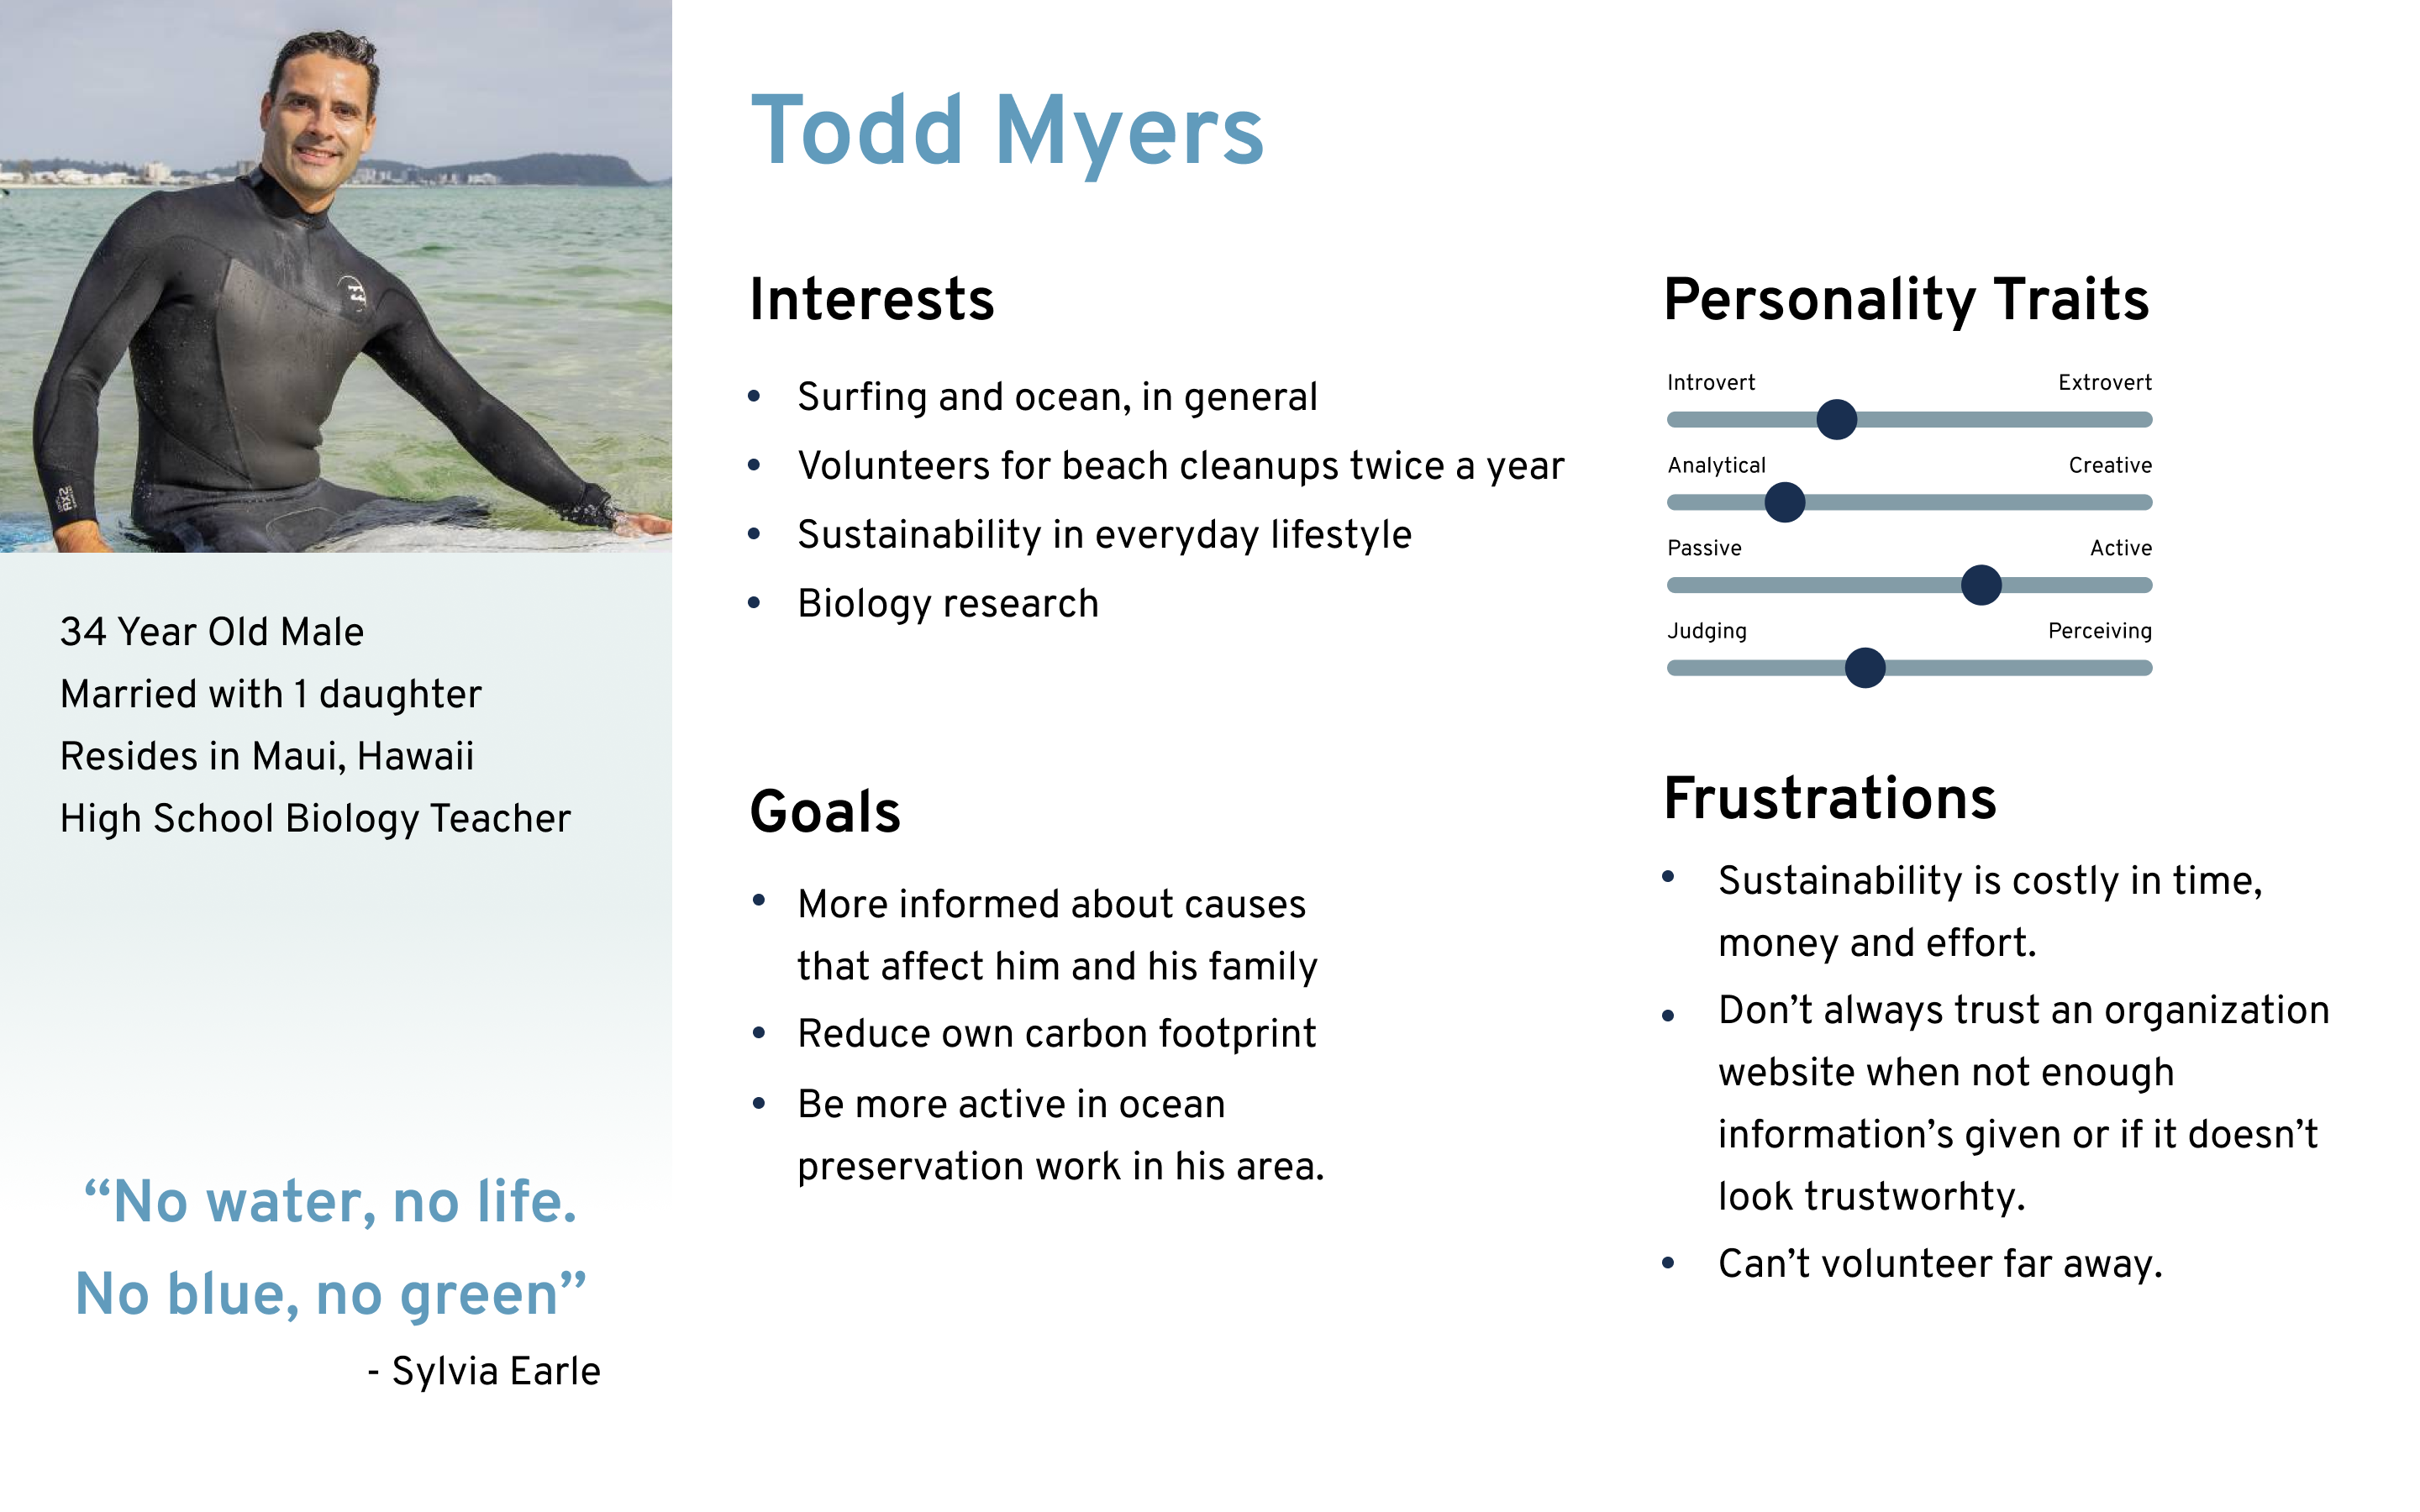 Todd Myers
34 Year Old Male
Married with 1 daughter
Resides in Maui, Hawaii
High School Biology Teacher
“No water, no life.
No blue, no green”
- Sylvia Earle
Interests
• Surfing and ocean, in general
• Volunteers for beach cleanups twice a year
• Sustainability in everyday lifestyle
• Biology research
Goals
• More informed about causes
that affect him and his family
• Reduce own carbon footprint
• Be more active in ocean
preservation work in his area.
Personality Traits
Introvert Extrovert
Analytical Creative
Passive Active
Judging Perceiving
Frustrations
• Sustainability is costly in time,
money and effort.
• Don’t always trust an organization
website when not enough
information’s given or if it doesn’t
look trustworhty.
• Can’t volunteer far away.